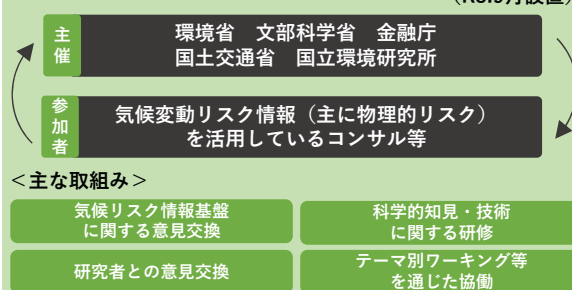 主催
環境省　文部科学省　金融庁
国土交通省　国立環境研究所
参加者
気候変動リスク情報（主に物理的リスク）
を活用しているコンサル等
＜主な取組み＞
気候リスク情報基盤
に関する意見交換
科学的知見・技術
に関する研修
研究者との意見交換
テーマ別ワーキング等
を通じた協働